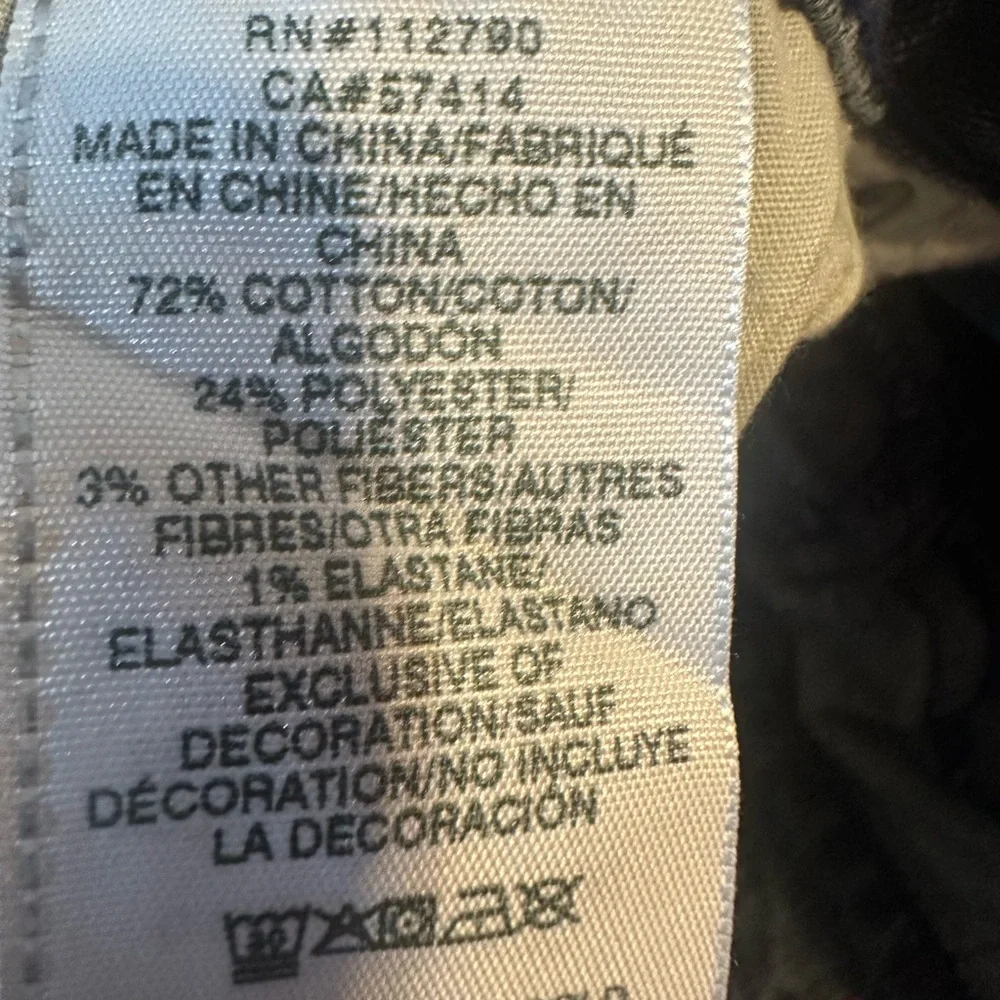 RN#112790
CA#57414
MADE IN CHINA/FABRIQUÉ
EN CHINE/HECHO EN
CHINA
72% COTTON/COTON/
ALGODÓN
24% POLYESTER/
POLIÉSTER
3% OTHER FIBERS/AUTRES
FIBRES/OTRA FIBRAS
1% ELASTANE/
ELASTHANNE/ELASTANO
EXCLUSIVE OF
DECORATION/SAUF
DÉCORATION/NO INCLUYE
LA DECORACIÓN
30